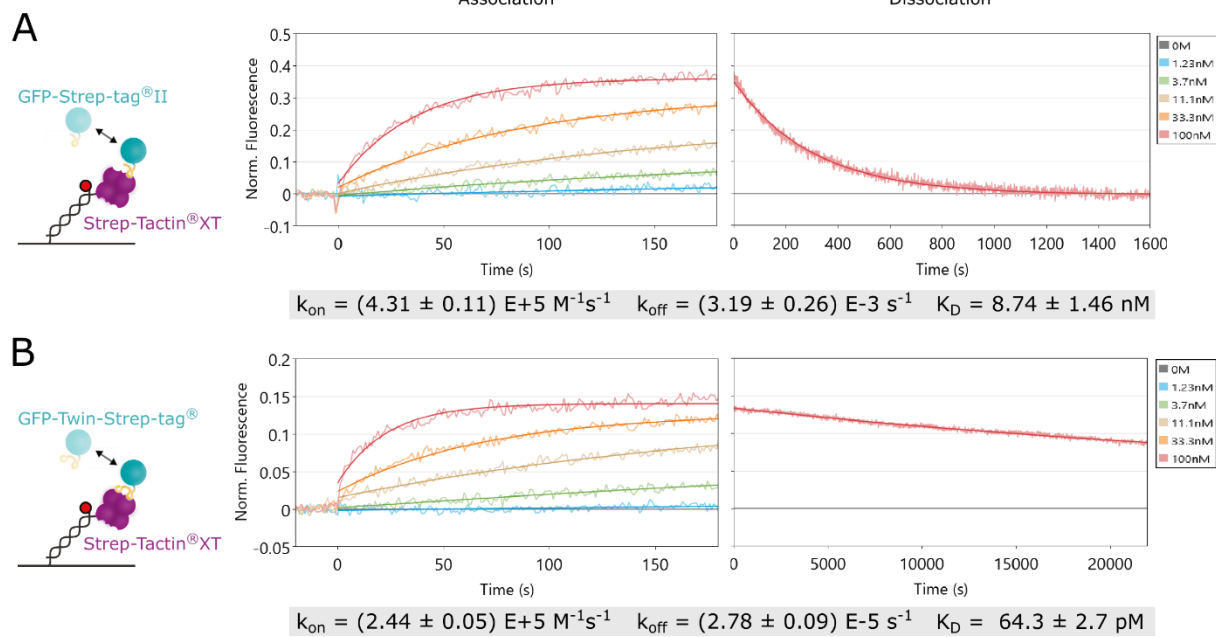 Association
Dissociation
A
GFP-Strep-tag®II
Strep-Tactin®XT
Norm. Fluorescence
0.5
0.4
0.3
0.2
0.1
0
-0.1
0
50
100
150
Time (s)
0
200
400
600
800
1000
1200
1400
1600
Time (s)
0M
1.23nM
3.7nM
11.1nM
33.3nM
100nM
kon = (4.31 ± 0.11) E+5 M⁻¹s⁻¹ koff = (3.19 ± 0.26) E-3 s⁻¹ KD = 8.74 ± 1.46 nM
B
GFP-Twin-Strep-tag®
Strep-Tactin®XT
Norm. Fluorescence
0.2
0.15
0.1
0.05
0
-0.05
0
50
100
150
Time (s)
0
5000
10000
15000
20000
Time (s)
0M
1.23nM
3.7nM
11.1nM
33.3nM
100nM
kon = (2.44 ± 0.05) E+5 M⁻¹s⁻¹ koff = (2.78 ± 0.09) E-5 s⁻¹ KD = 64.3 ± 2.7 pM